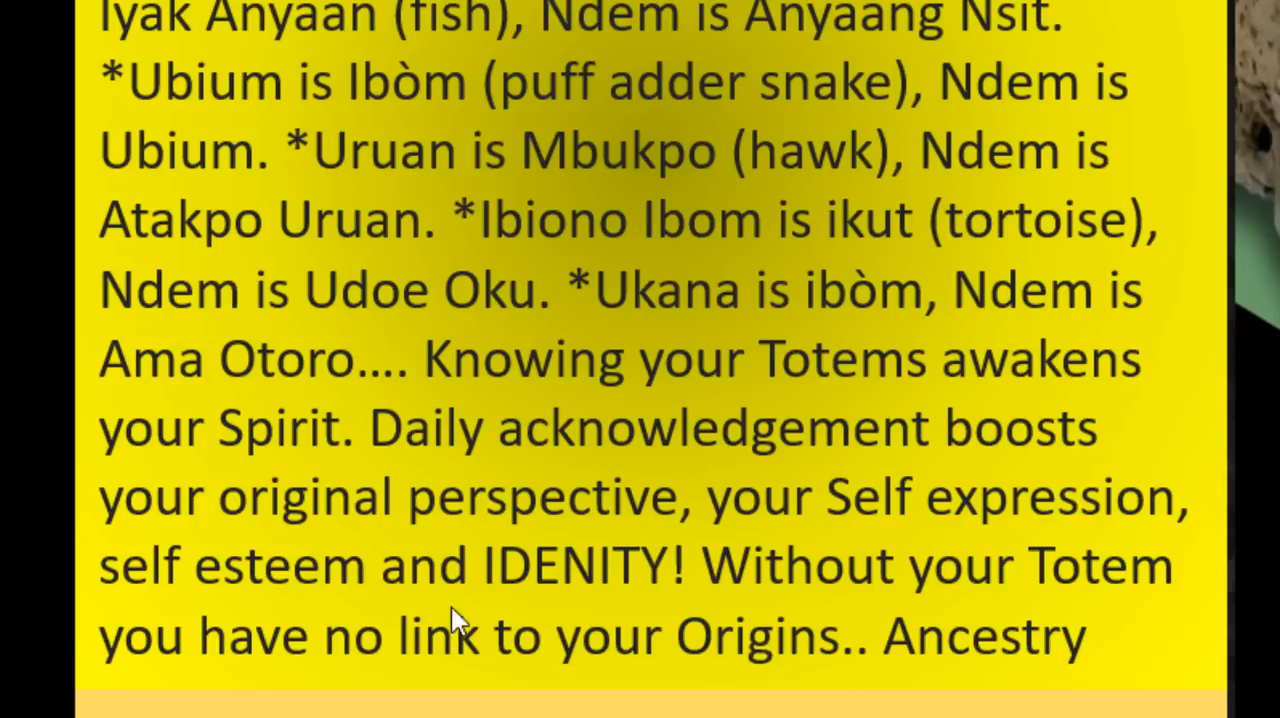 Iyak Anyaan (fish), Ndem is Anyaang Nsit.
*Ubium is Ibòm (puff adder snake), Ndem is
Ubium. *Uruan is Mbukpo (hawk), Ndem is
Atakpo Uruan. *Ibiono Ibom is ikut (tortoise),
Ndem is Udoe Oku. *Ukana is ibòm, Ndem is
Ama Otoro.... Knowing your Totems awakens
your Spirit. Daily acknowledgement boosts
your original perspective, your Self expression,
self esteem and IDENITY! Without your Totem
you have no link to your Origins.. Ancestry